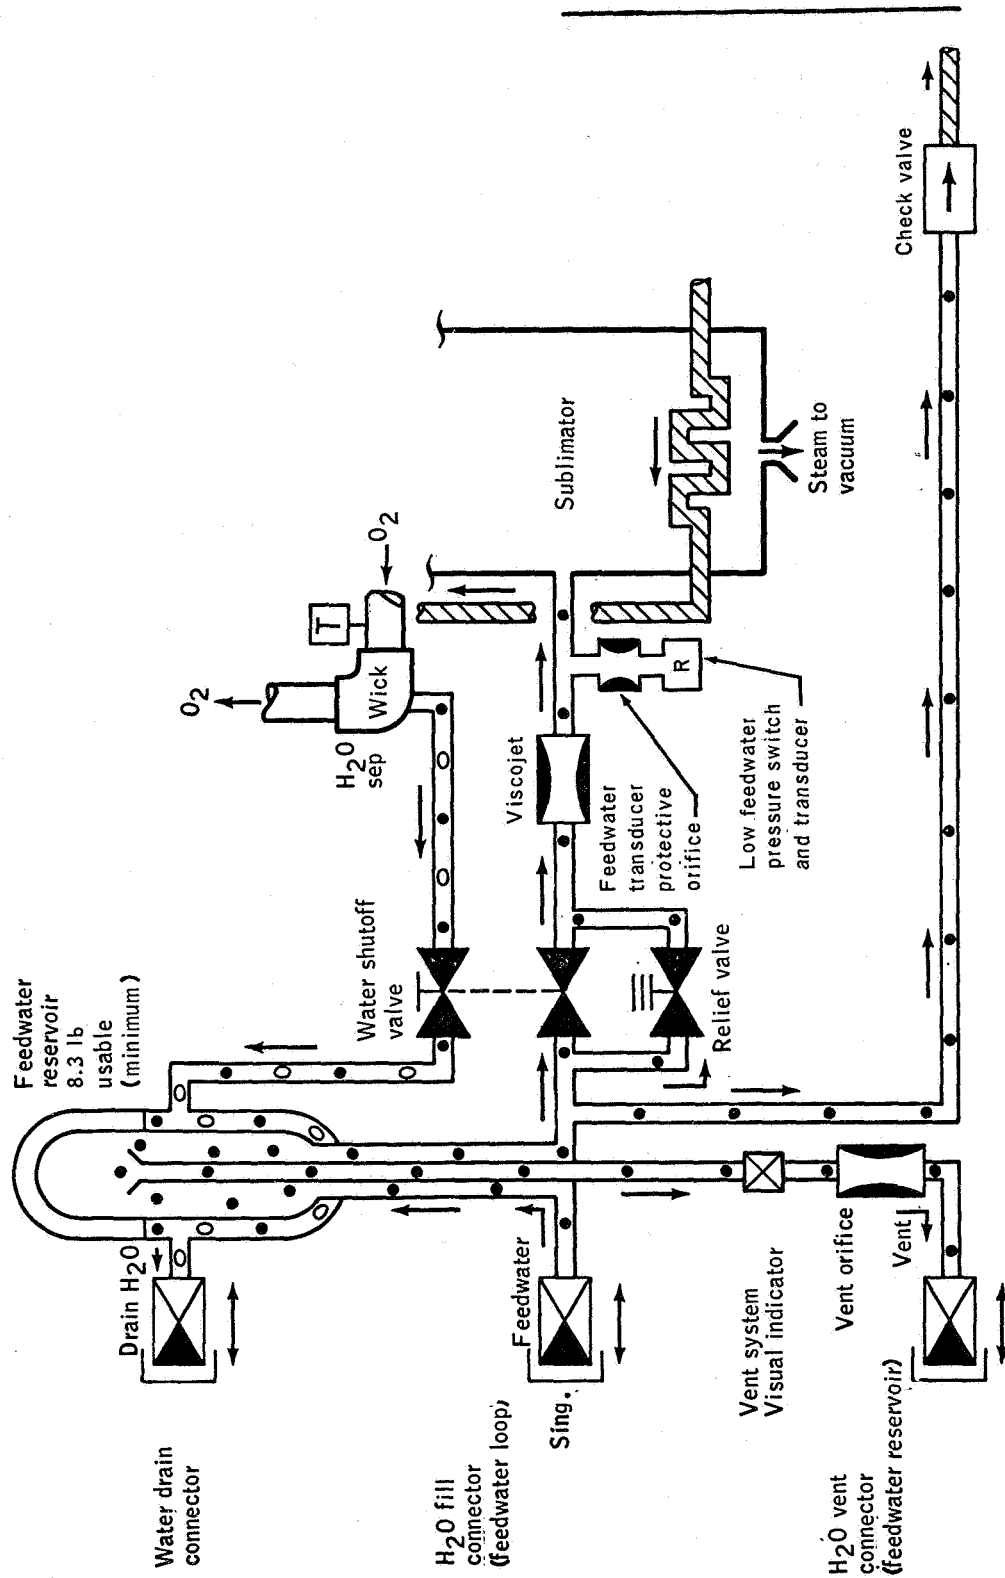 Feedwater
reservoir
8.3 lb
usable
(minimum)
Water shutoff
valve
H2O
sep
Wick
O2
T
O2
Sublimator
Steam to
vacuum
Check valve
Viscojet
Feedwater
transducer
protective
orifice
R
Low feedwater
pressure switch
and transducer
Relief valve
Drain H2O
Feedwater
Vent system
Visual indicator
Vent orifice
Vent
Water drain
connector
H2O fill
connector
(feedwater loop)
Sing.
H2O vent
connector
(feedwater reservoir)